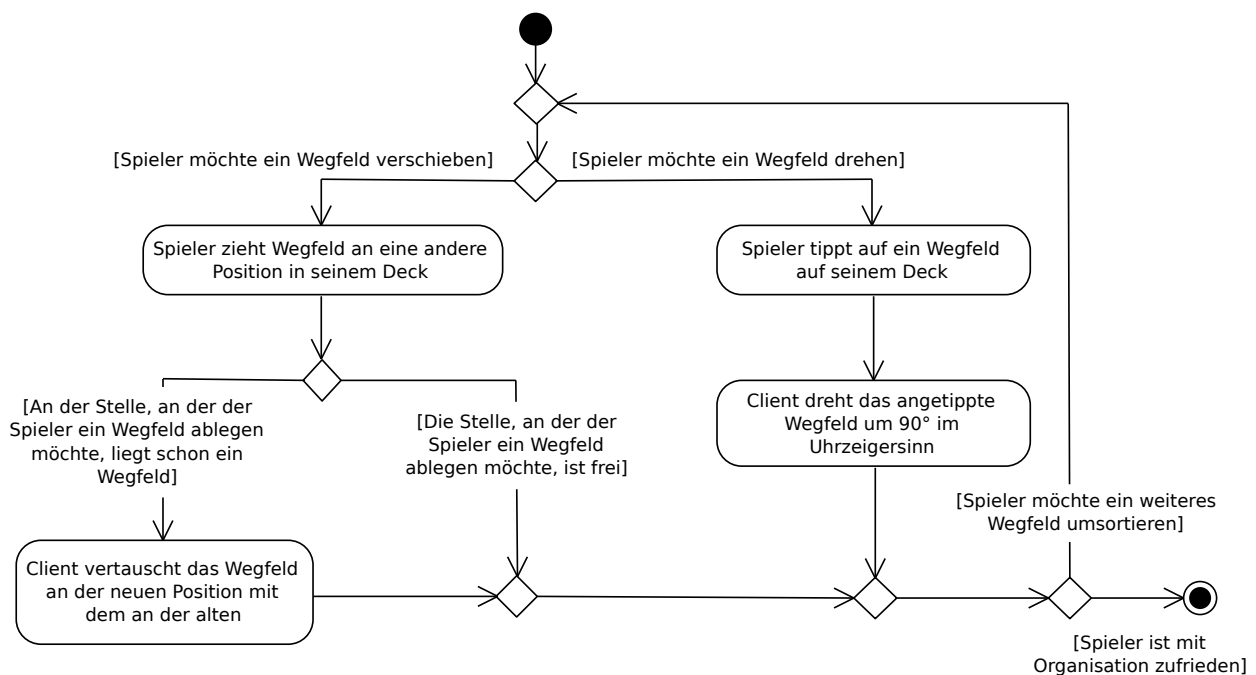 [Spieler möchte ein Wegfeld verschieben]
[Spieler möchte ein Wegfeld drehen]
Spieler zieht Wegfeld an eine andere
Position in seinem Deck
Spieler tippt auf ein Wegfeld
auf seinem Deck
[An der Stelle, an der der
Spieler ein Wegfeld ablegen
möchte, liegt schon ein
Wegfeld]
[Die Stelle, an der der
Spieler ein Wegfeld
ablegen möchte, ist frei]
Client dreht das angetippte
Wegfeld um 90° im
Uhrzeigersinn
[Spieler möchte ein weiteres
Wegfeld umsortieren]
Client vertauscht das Wegfeld
an der neuen Position mit
dem an der alten
[Spieler ist mit
Organisation zufrieden]